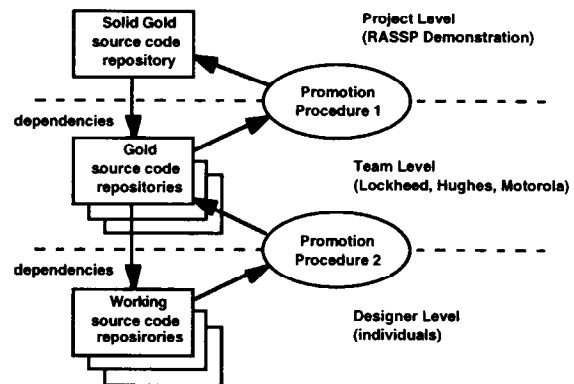 Solid Gold
source code
repository
Project Level
(RASSP Demonstration)
Promotion
Procedure 1
dependencies
Gold
source code
repositories
Team Level
(Lockheed, Hughes, Motorola)
Promotion
Procedure 2
dependencies
Working
source code
reposirories
Designer Level
(individuals)